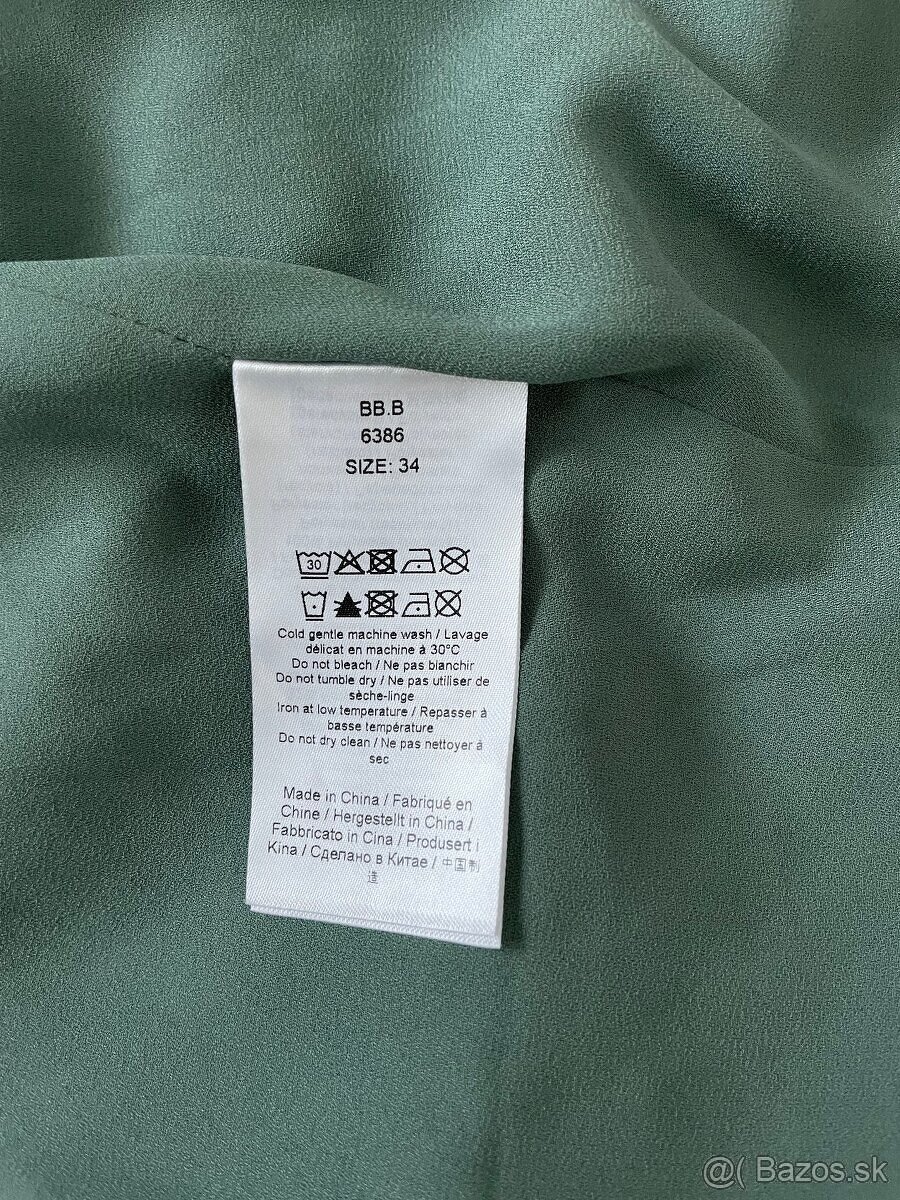 BB.B
6386
SIZE: 34
30
Cold gentle machine wash / Lavage
délicat en machine à 30°C
Do not bleach / Ne pas blanchir
Do not tumble dry / Ne pas utiliser de
sèche-linge
Iron at low temperature / Repasser à
basse température
Do not dry clean / Ne pas nettoyer à
sec
Made in China / Fabriqué en
Chine / Hergestellt in China /
Fabbricato in Cina / Produsert i
Kina / Сделано в Китае / 中国制
造
@( Bazos.sk